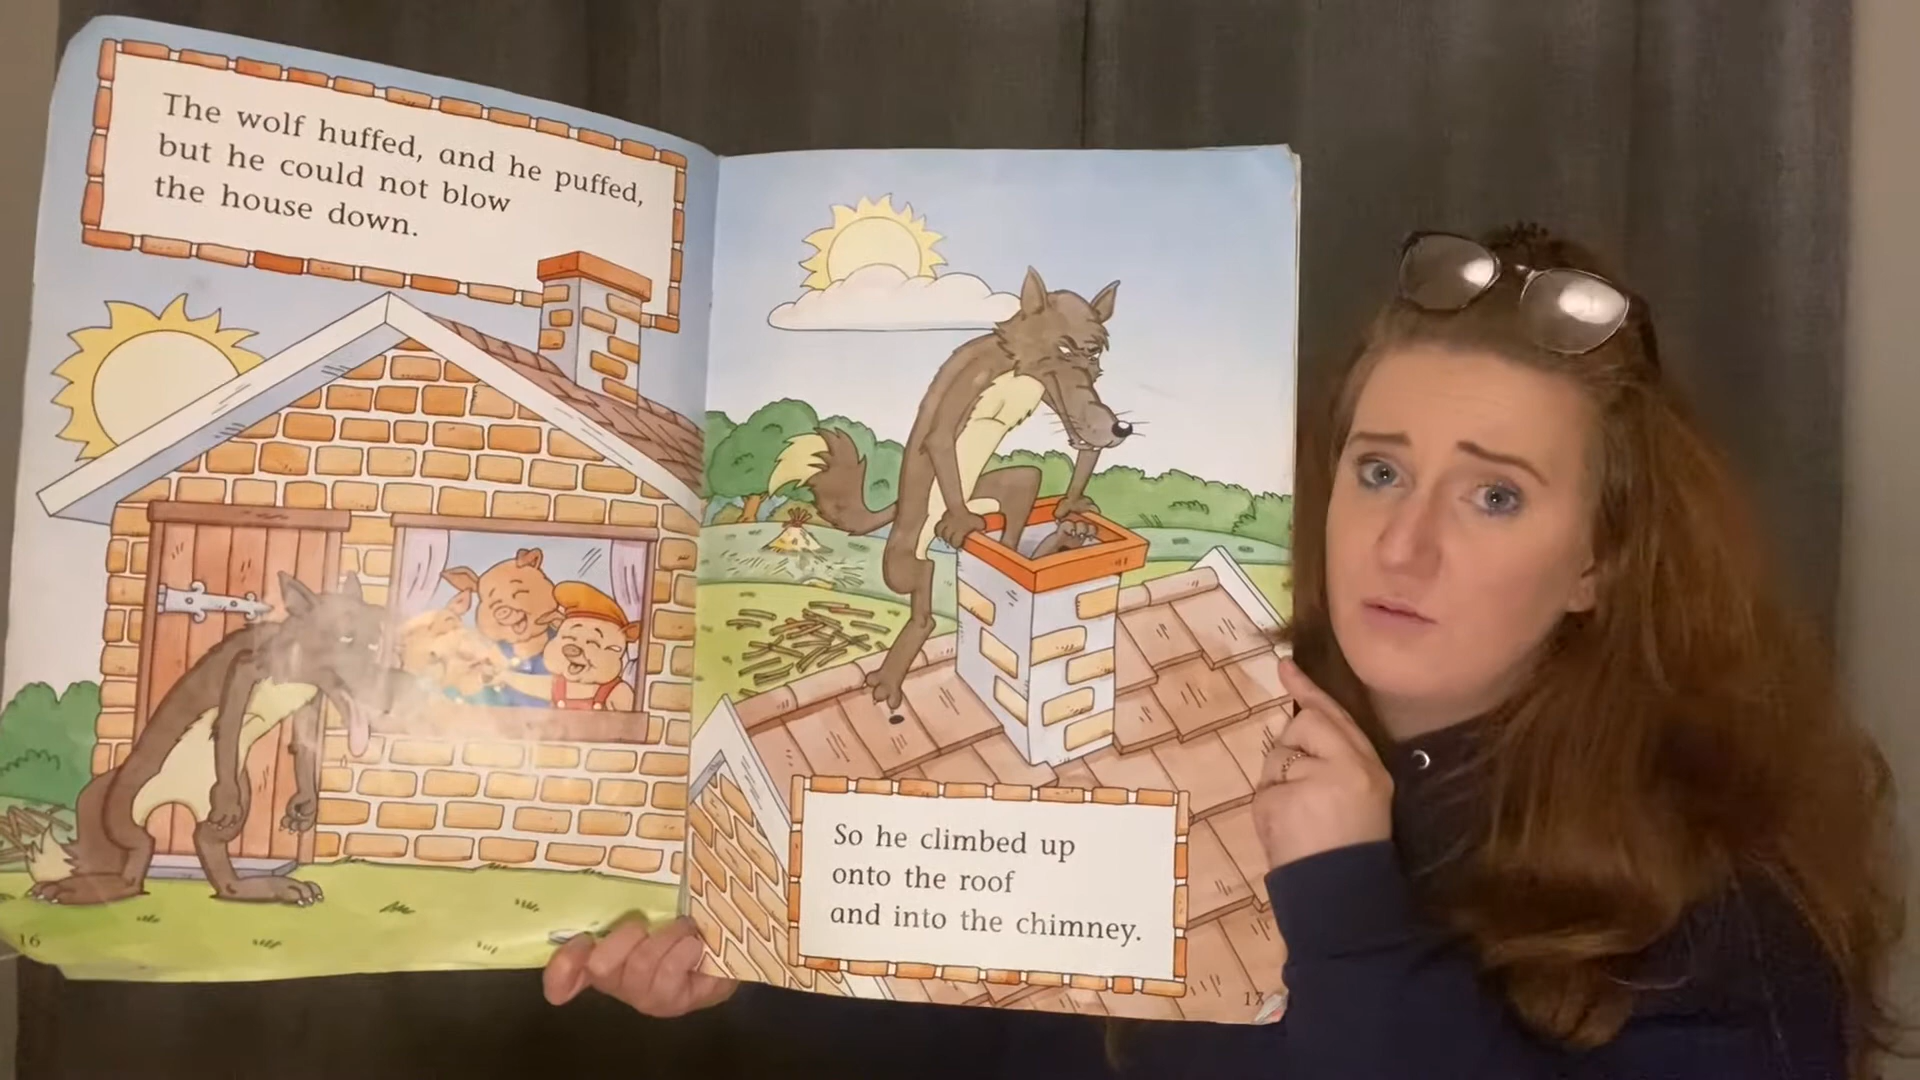 The wolf huffed, and he puffed,
but he could not blow
the house down.
16
So he climbed up
onto the roof
and into the chimney.
17